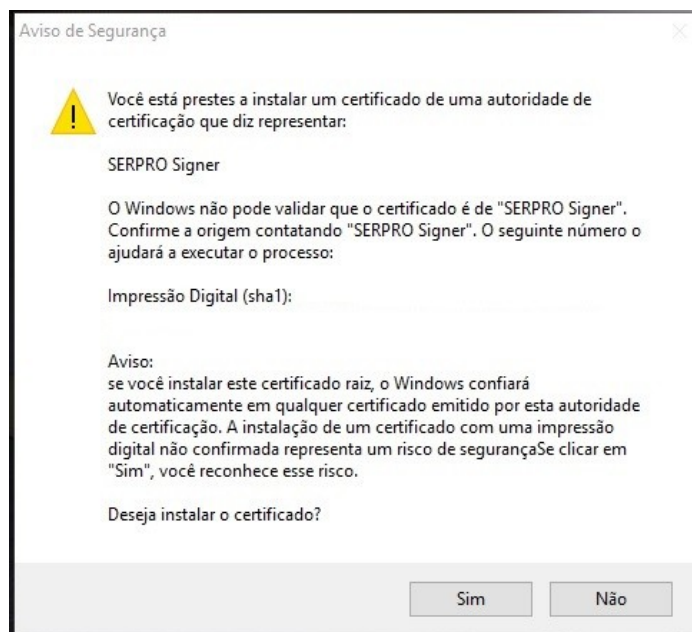 Aviso de Segurança
Você está prestes a instalar um certificado de uma autoridade de
certificação que diz representar:
SERPRO Signer
O Windows não pode validar que o certificado é de "SERPRO Signer".
Confirme a origem contatando "SERPRO Signer". O seguinte número o
ajudará a executar o processo:
Impressão Digital (sha1):
Aviso:
se você instalar este certificado raiz, o Windows confiará
automaticamente em qualquer certificado emitido por esta autoridade
de certificação. A instalação de um certificado com uma impressão
digital não confirmada representa um risco de segurançaSe clicar em
"Sim", você reconhece esse risco.
Deseja instalar o certificado?
Sim
Não